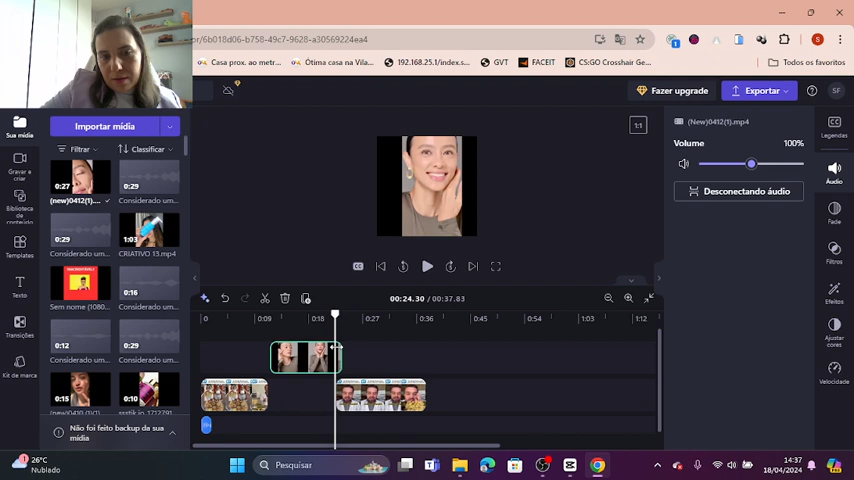 pr/6b018d06-b758-49c7-9628-a30569224ea4
Casa prox. ao metr...
Ótima casa na Vila...
192.168.25.1/index.s...
GVT
FACEIT
CS:GO Crosshair Ge...
Todos os favoritos
Fazer upgrade
Exportar
SF
Sua mídia
Importar mídia
Filtrar
Classificar
1:1
(New)0412(1).mp4
Volume
100%
Desconectando áudio
Legendas
Áudio
Fade
Filtros
Efeitos
Ajustar cores
Velocidade
Gravar e criar
Biblioteca de conteúdo
Templates
Texto
Transições
Kit de marca
0:27
(new)0412(1)....
0:29
Considerado um...
0:29
Considerado um...
1:03
CRIATIVO 13.mp4
Sem nome (1080...
0:16
Considerado um...
0:12
Considerado um...
0:29
Considerado um...
0:15
0:10
Não foi feito backup da sua mídia
00:24.30 / 00:37.83
0
0:09
0:18
0:27
0:36
0:45
0:54
1:03
1:12
26°C
Nublado
Pesquisar
14:37
18/04/2024